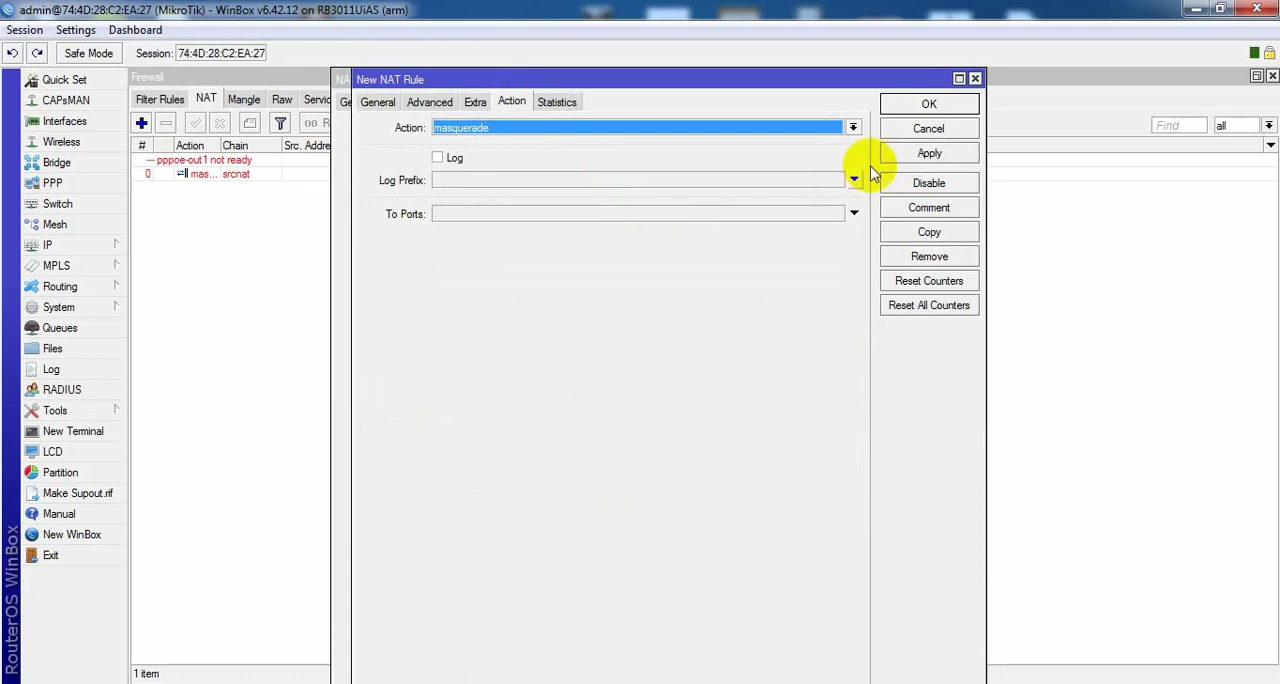 admin@74:4D:28:C2:EA:27 (MikroTik) - WinBox v6.42.12 on RB3011UiAS (arm)
Session Settings Dashboard
Safe Mode Session: 74:4D:28:C2:EA:27
Quick Set
CAPsMAN
Interfaces
Wireless
Bridge
PPP
Switch
Mesh
IP
MPLS
Routing
System
Queues
Files
Log
RADIUS
Tools
New Terminal
LCD
Partition
Make Supout.rif
Manual
New WinBox
Exit
RouterOS WinBox
Firewall
Filter Rules NAT Mangle Raw Servic
00 R
Find all
# Action Chain Src. Addre
--- pppoe-out1 not ready
0 mas... srcnat
1 item
NA
Ge
New NAT Rule
General Advanced Extra Action Statistics
Action: masquerade
Log
Log Prefix:
To Ports:
OK
Cancel
Apply
Disable
Comment
Copy
Remove
Reset Counters
Reset All Counters